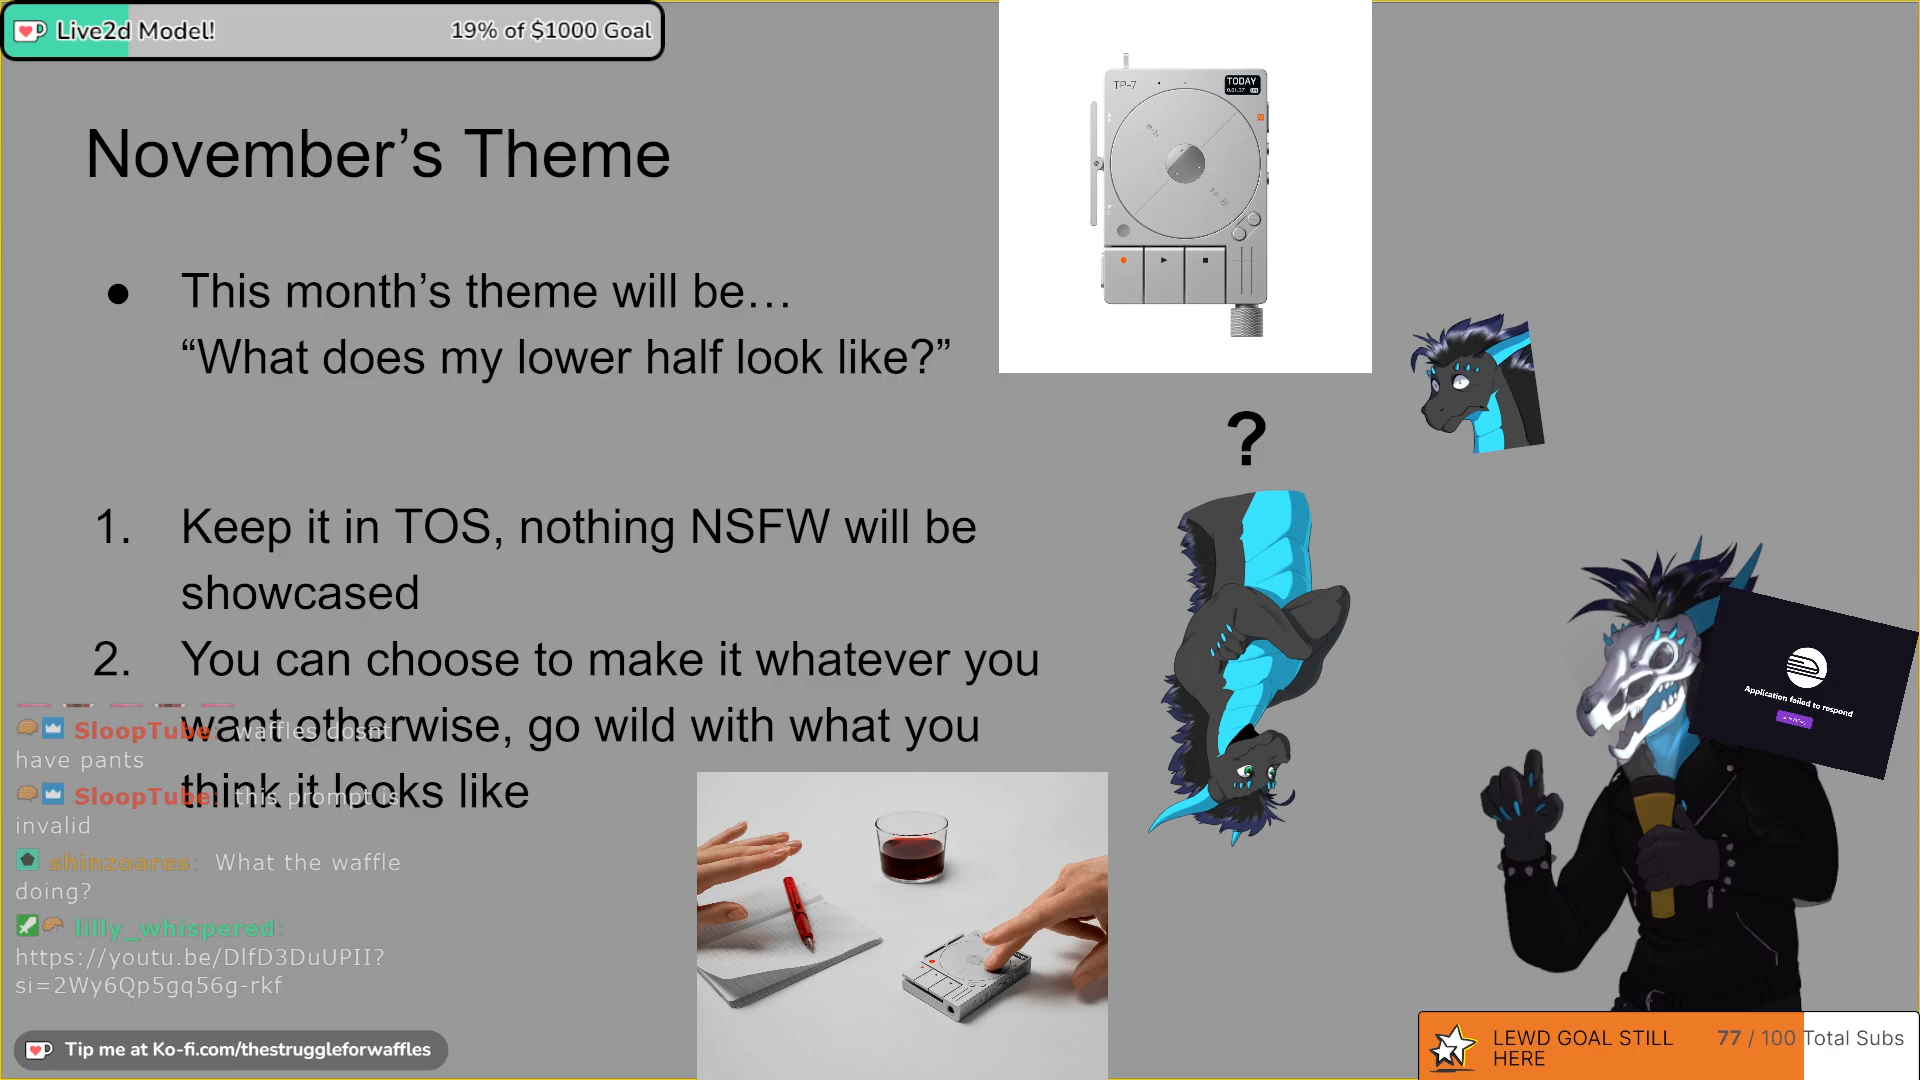 Live2d Model!
19% of $1000 Goal
November’s Theme
● This month’s theme will be…
“What does my lower half look like?”
1. Keep it in TOS, nothing NSFW will be
showcased
2. You can choose to make it whatever you
want otherwise, go wild with what you
think it looks like
TP-7
TODAY
?
Application failed to respond
SloopTube: waffles dosnt
have pants
SloopTube: this prompt is
invalid
shinzoares: What the waffle
doing?
lilly_whispered:
https://youtu.be/DlfD3DuUPII?
si=2Wy6Qp5gq56g-rkf
Tip me at Ko-fi.com/thestruggleforwaffles
LEWD GOAL STILL
HERE
77 / 100 Total Subs